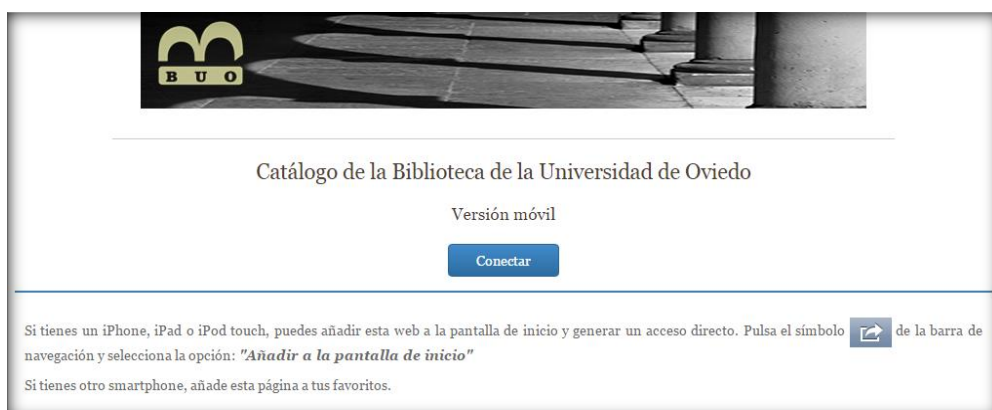 BUO
Catálogo de la Biblioteca de la Universidad de Oviedo
Versión móvil
Conectar
Si tienes un iPhone, iPad o iPod touch, puedes añadir esta web a la pantalla de inicio y generar un acceso directo. Pulsa el símbolo de la barra de
navegación y selecciona la opción: "Añadir a la pantalla de inicio"
Si tienes otro smartphone, añade esta página a tus favoritos.